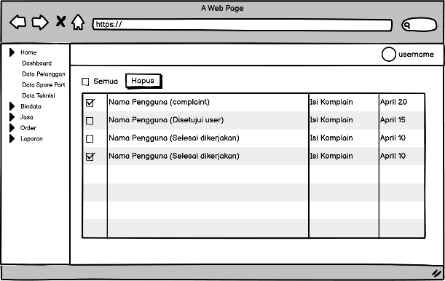 A Web Page
https://
username
Home
Dashboard
Data Pelanggan
Data Spare Part
Data Teknisi
Biodata
Jasa
Order
Laporan
Semua Hapus
Nama Pengguna (complaint) Isi Komplain April 20
Nama Pengguna (Disetujui user) Isi Komplain April 15
Nama Pengguna (Selesai dikerjakan) Isi Komplain April 10
Nama Pengguna (Selesai dikerjakan) Isi Komplain April 10